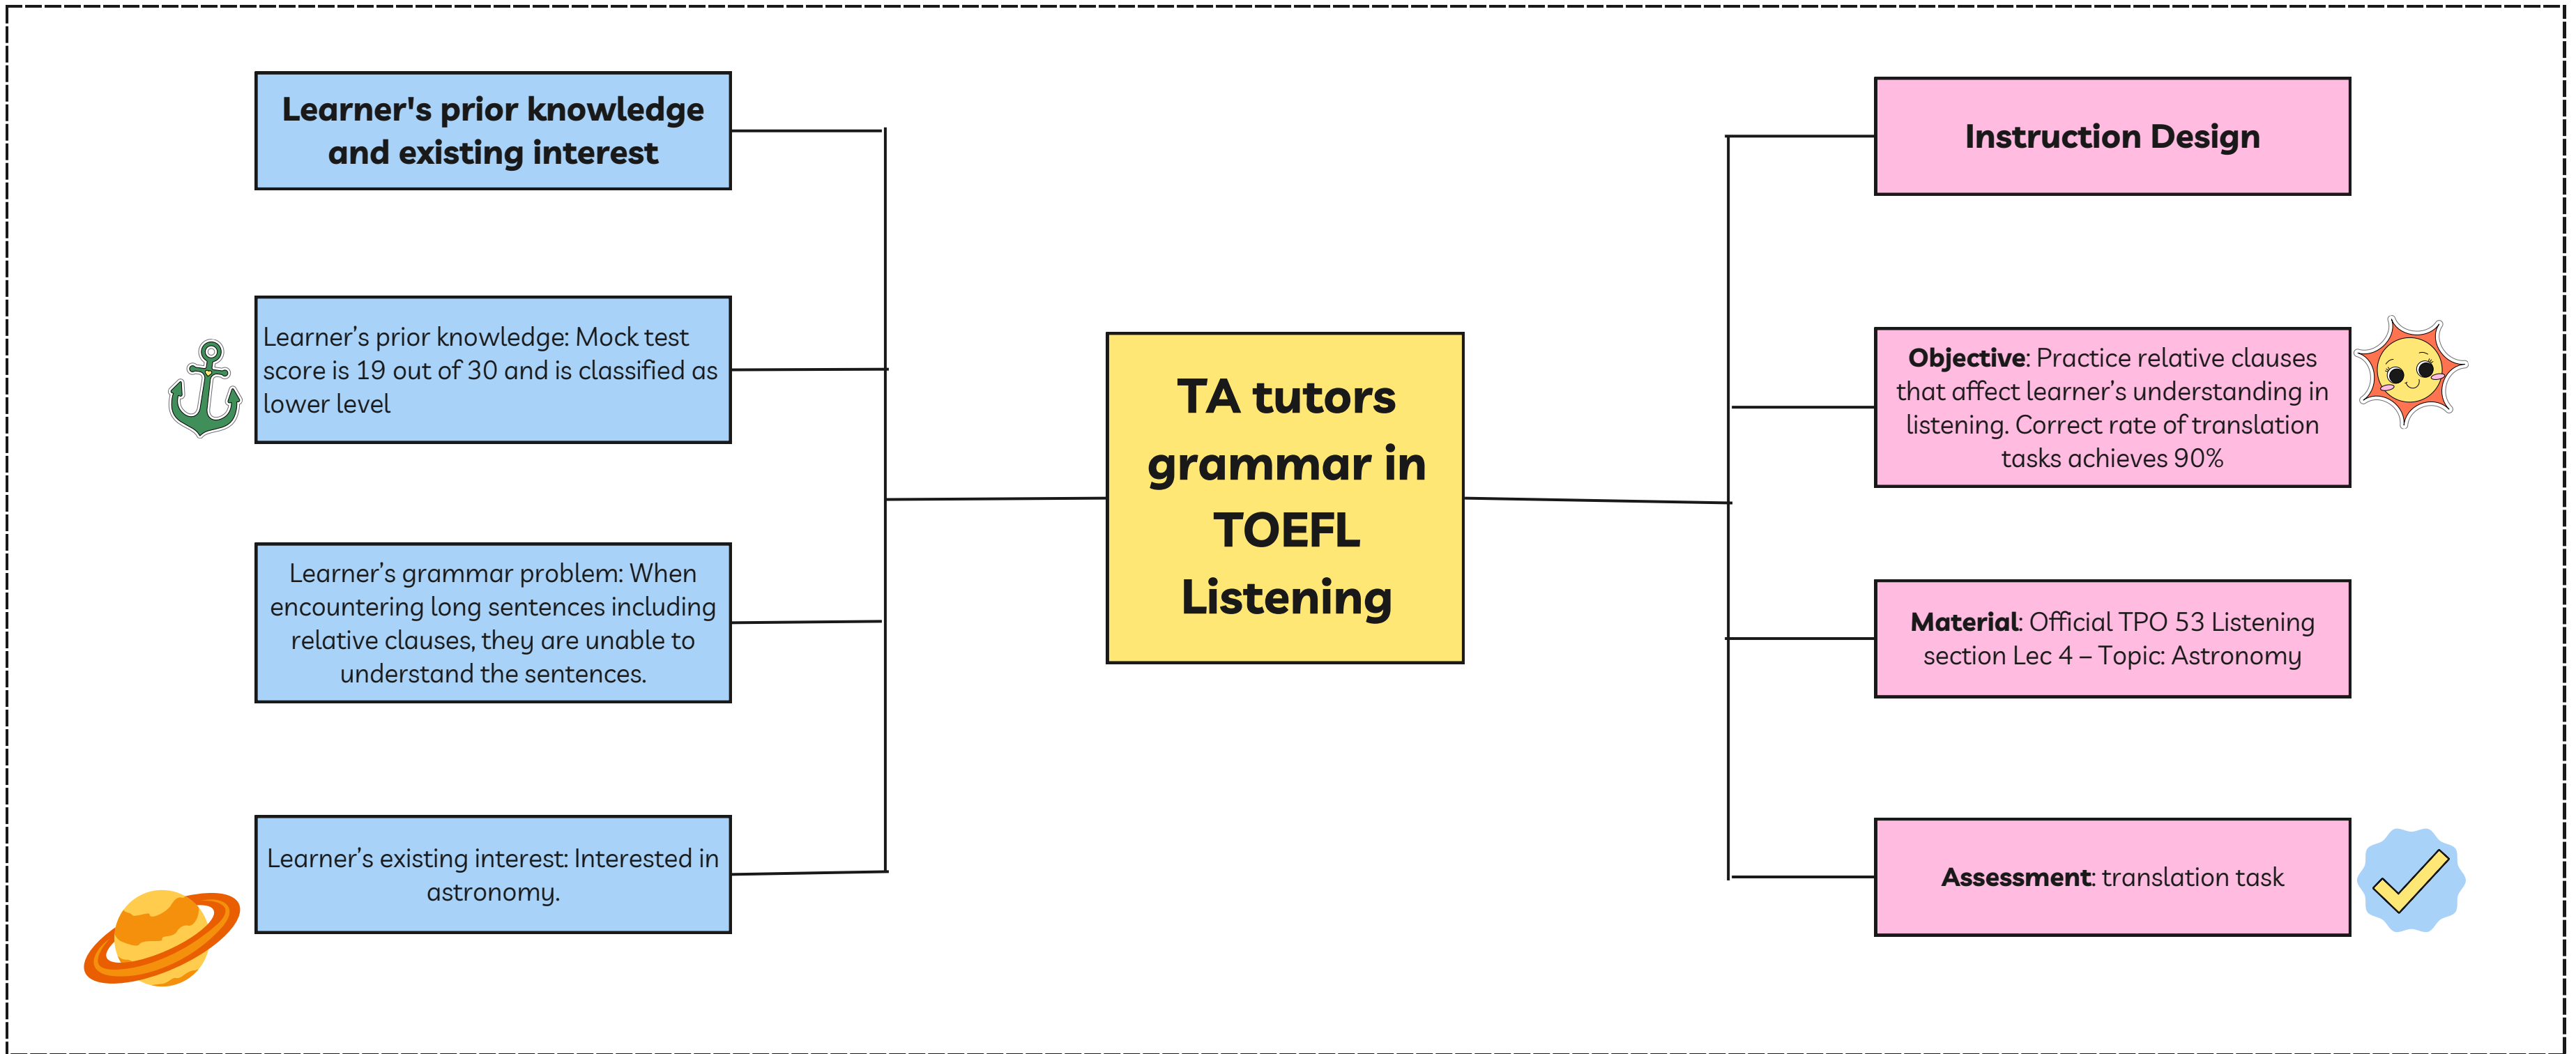 Learner's prior knowledge
and existing interest
Learner’s prior knowledge: Mock test
score is 19 out of 30 and is classified as
lower level
Learner’s grammar problem: When
encountering long sentences including
relative clauses, they are unable to
understand the sentences.
Learner’s existing interest: Interested in
astronomy.
TA tutors
grammar in
TOEFL
Listening
Instruction Design
Objective: Practice relative clauses
that affect learner’s understanding in
listening. Correct rate of translation
tasks achieves 90%
Material: Official TPO 53 Listening
section Lec 4 – Topic: Astronomy
Assessment: translation task